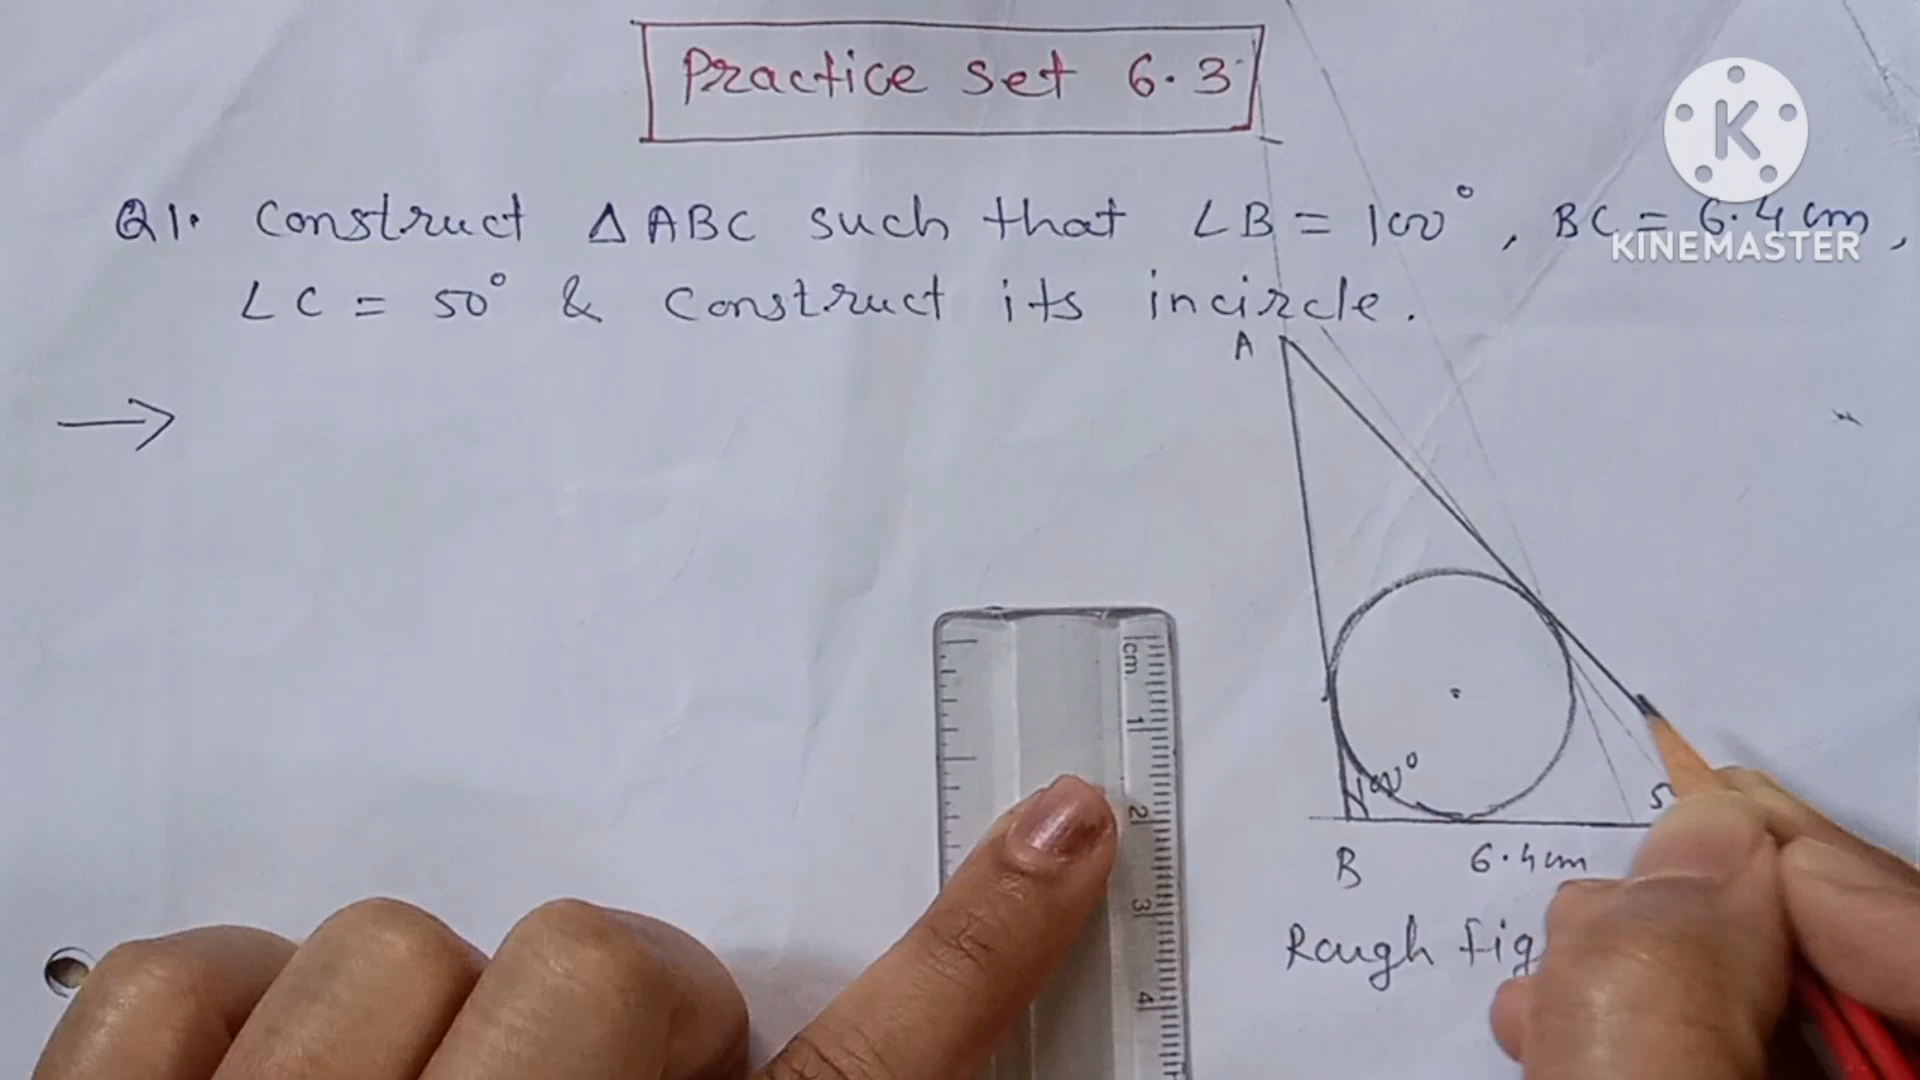 Practice Set 6.3
Q1. Construct △ABC such that ∠B = 100°, BC = 6.4 cm,
∠C = 50° & Construct its incircle.
K
KINEMASTER
A
100°
B
6.4cm
Rough fig
cm
1
2
3
4